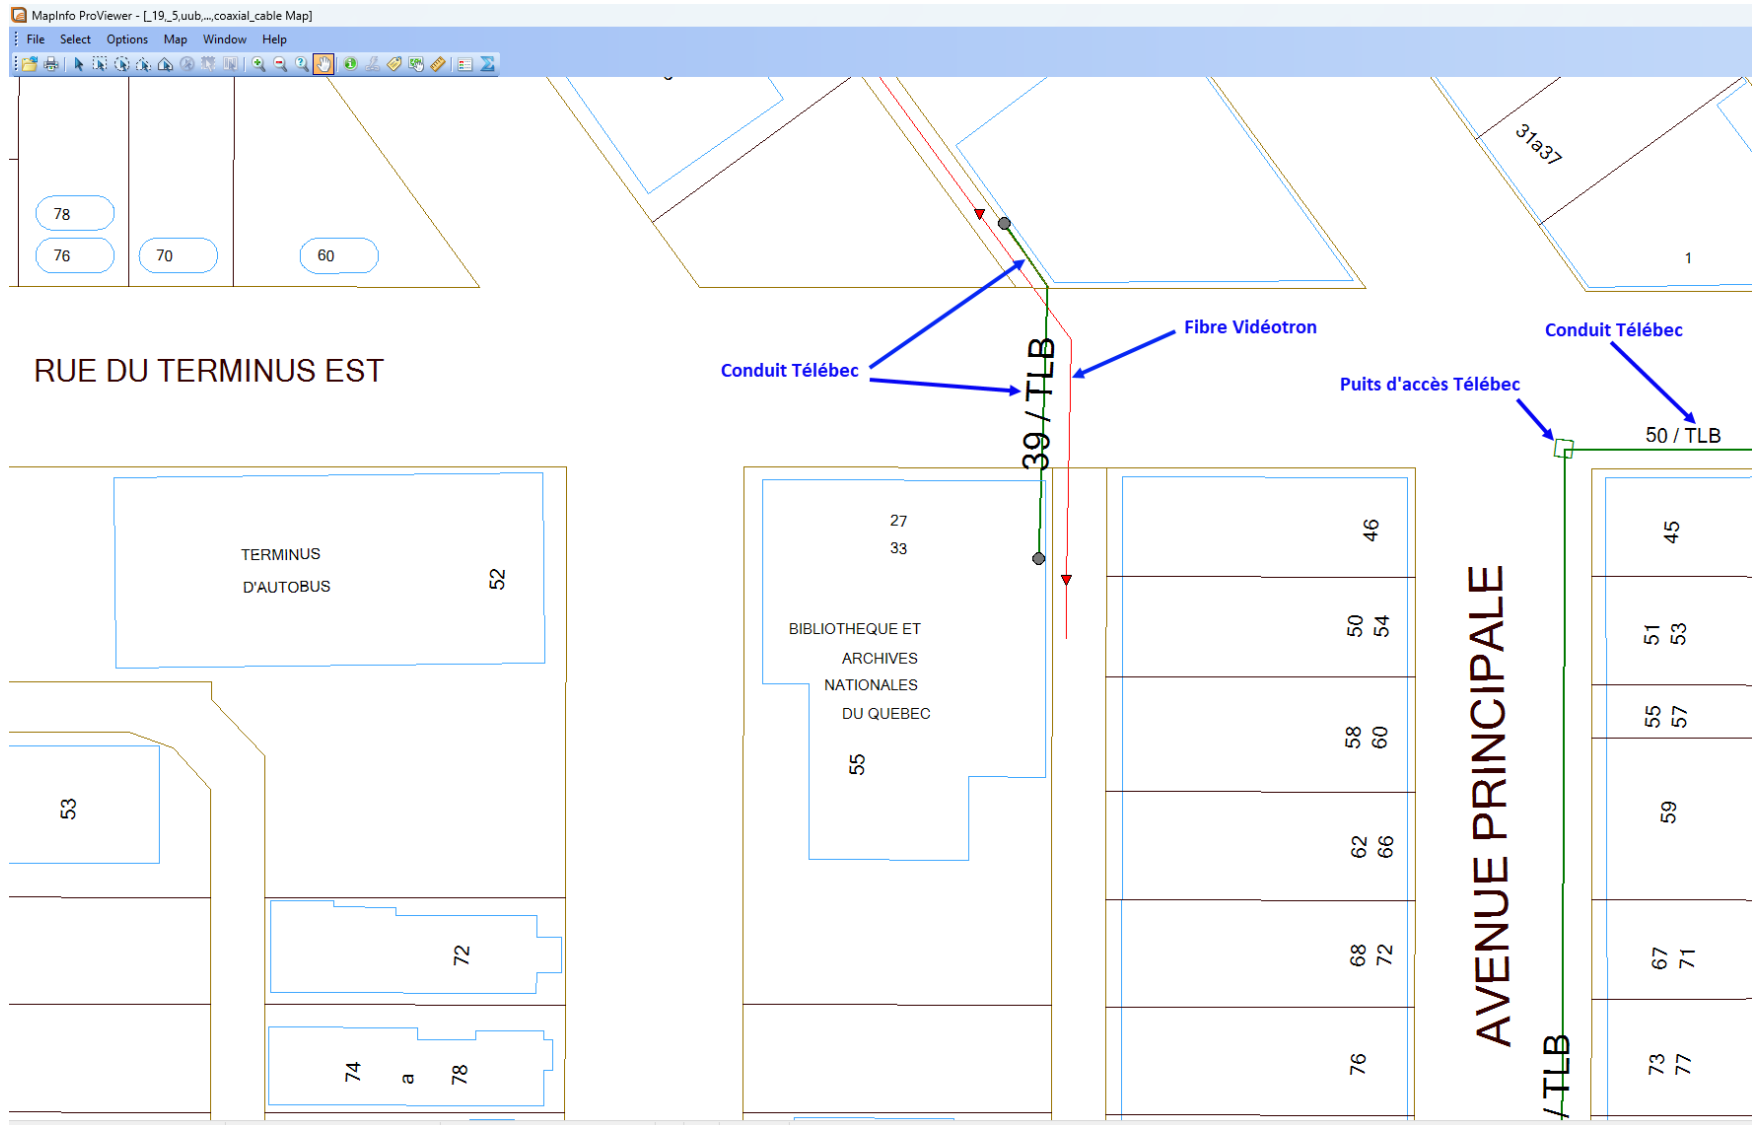 MapInfo ProViewer - [_19,_5,uub,...,coaxial_cable Map]
File Select Options Map Window Help
31a37
78
76
70
60
1
Fibre Vidéotron
Conduit Télébec
RUE DU TERMINUS EST
Conduit Télébec
39 / TLB
Puits d'accès Télébec
50 / TLB
27
33
46
45
TERMINUS
D'AUTOBUS
52
BIBLIOTHEQUE ET
ARCHIVES
NATIONALES
DU QUEBEC
55
50 54
51 53
58 60
55 57
AVENUE PRINCIPALE
53
62 66
59
72
68 72
67 71
74 a 78
76
/ TLB
73 77